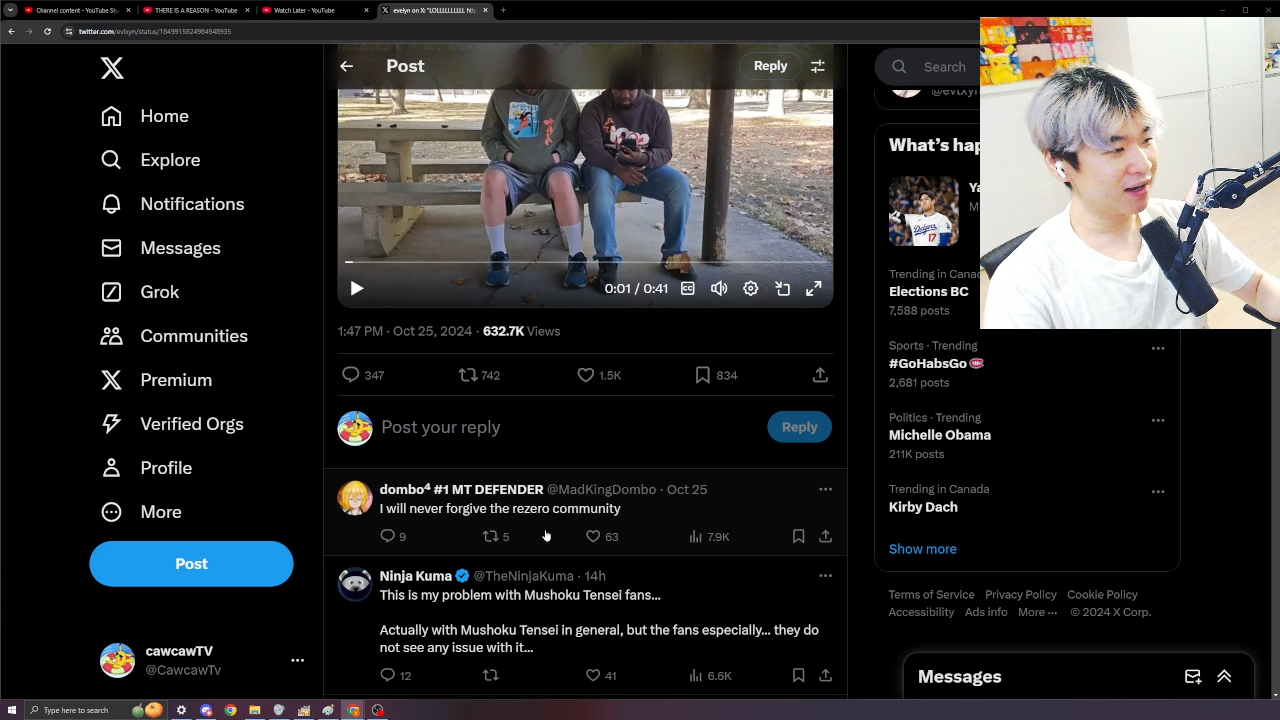 Channel content - YouTube Stu
THERE IS A REASON - YouTube
Watch Later - YouTube
evelyn on X: "LOLLLLLLLLLL htt
twitter.com/evlxyn/status/1849915824984948935
Home
Explore
Notifications
Messages
Grok
Communities
Premium
Verified Orgs
Profile
More
Post
cawcawTV
@CawcawTv
Post
Reply
0:01 / 0:41
1:47 PM · Oct 25, 2024 · 632.7K Views
347
742
1.5K
834
Post your reply
Reply
dombo⁴ #1 MT DEFENDER @MadKingDombo · Oct 25
I will never forgive the rezero community
9
5
63
7.9K
Ninja Kuma @TheNinjaKuma · 14h
This is my problem with Mushoku Tensei fans...
Actually with Mushoku Tensei in general, but the fans especially... they do
not see any issue with it...
12
41
6.6K
Search
@evlxyn
What's hap
Ya
M
Dodgers
17
Trending in Canad
Elections BC
7,588 posts
Sports · Trending
#GoHabsGo
2,681 posts
Politics · Trending
Michelle Obama
211K posts
Trending in Canada
Kirby Dach
Show more
Terms of Service Privacy Policy Cookie Policy
Accessibility Ads info More ··· © 2024 X Corp.
Messages
Type here to search